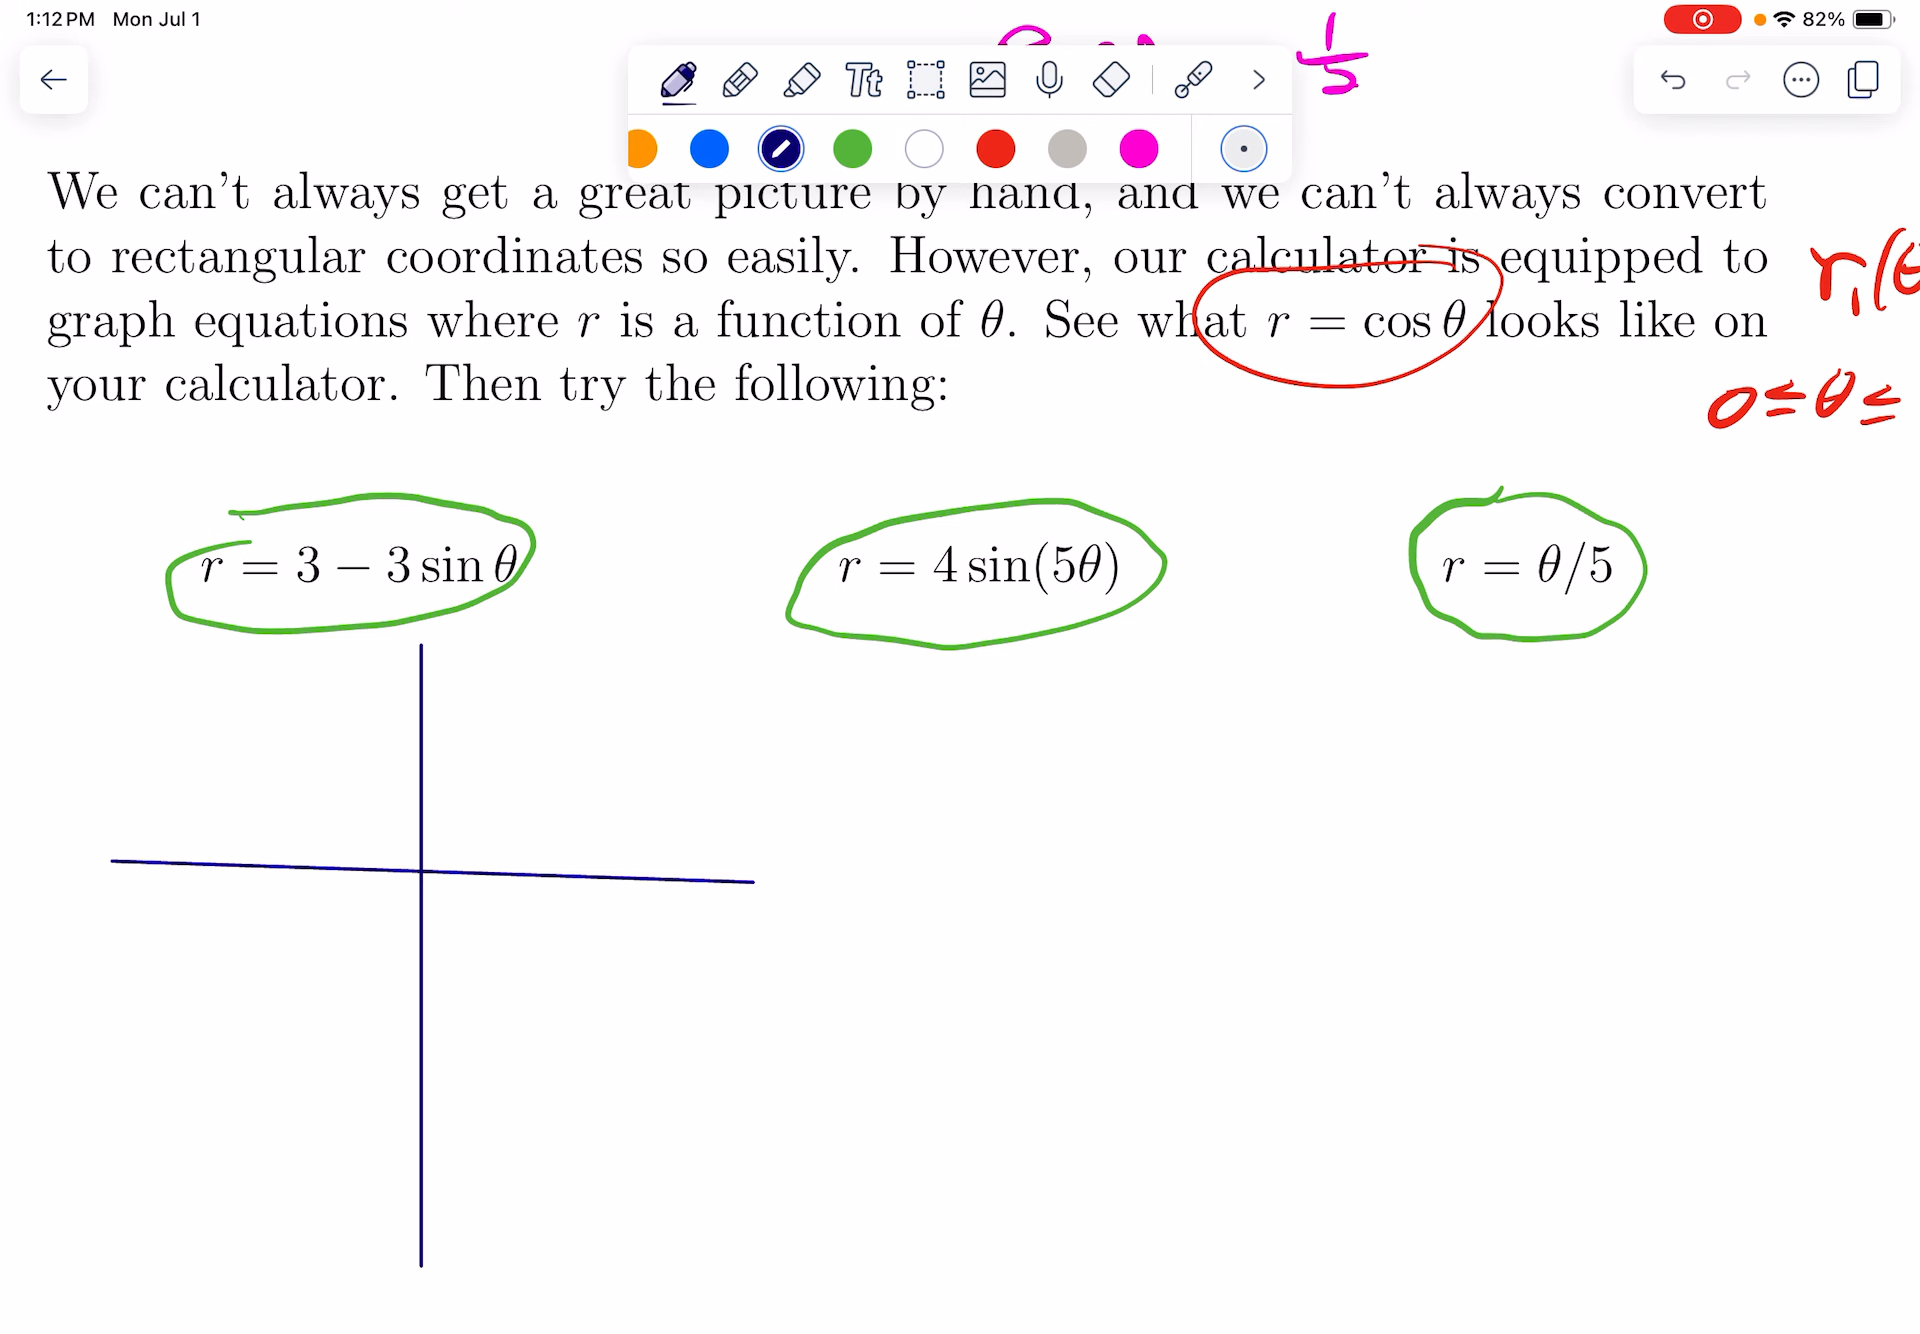 1:12 PM Mon Jul 1
82%
1/5
Tt
We can't always get a great picture by hand, and we can't always convert
to rectangular coordinates so easily. However, our calculator is equipped to
graph equations where r is a function of θ. See what r = cos θ looks like on
your calculator. Then try the following:
r₁(θ
0 ≤ θ ≤
r = 3 − 3 sin θ
r = 4 sin(5θ)
r = θ/5